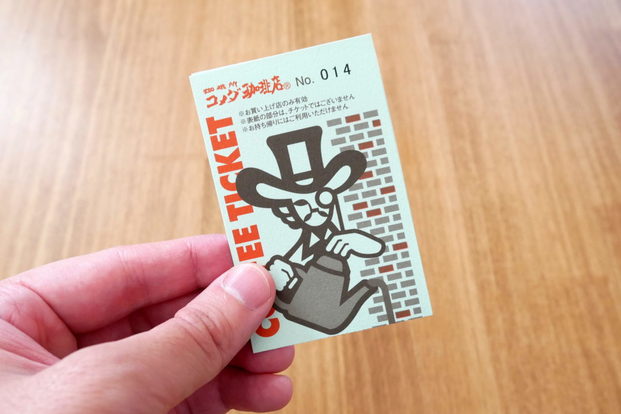 珈琲所
コメダ珈琲店® No. 014
※お買い上げ店のみ有効
※表紙の部分は、チケットではございません
※お持ち帰りにはご利用いただけません
COFFEE TICKET